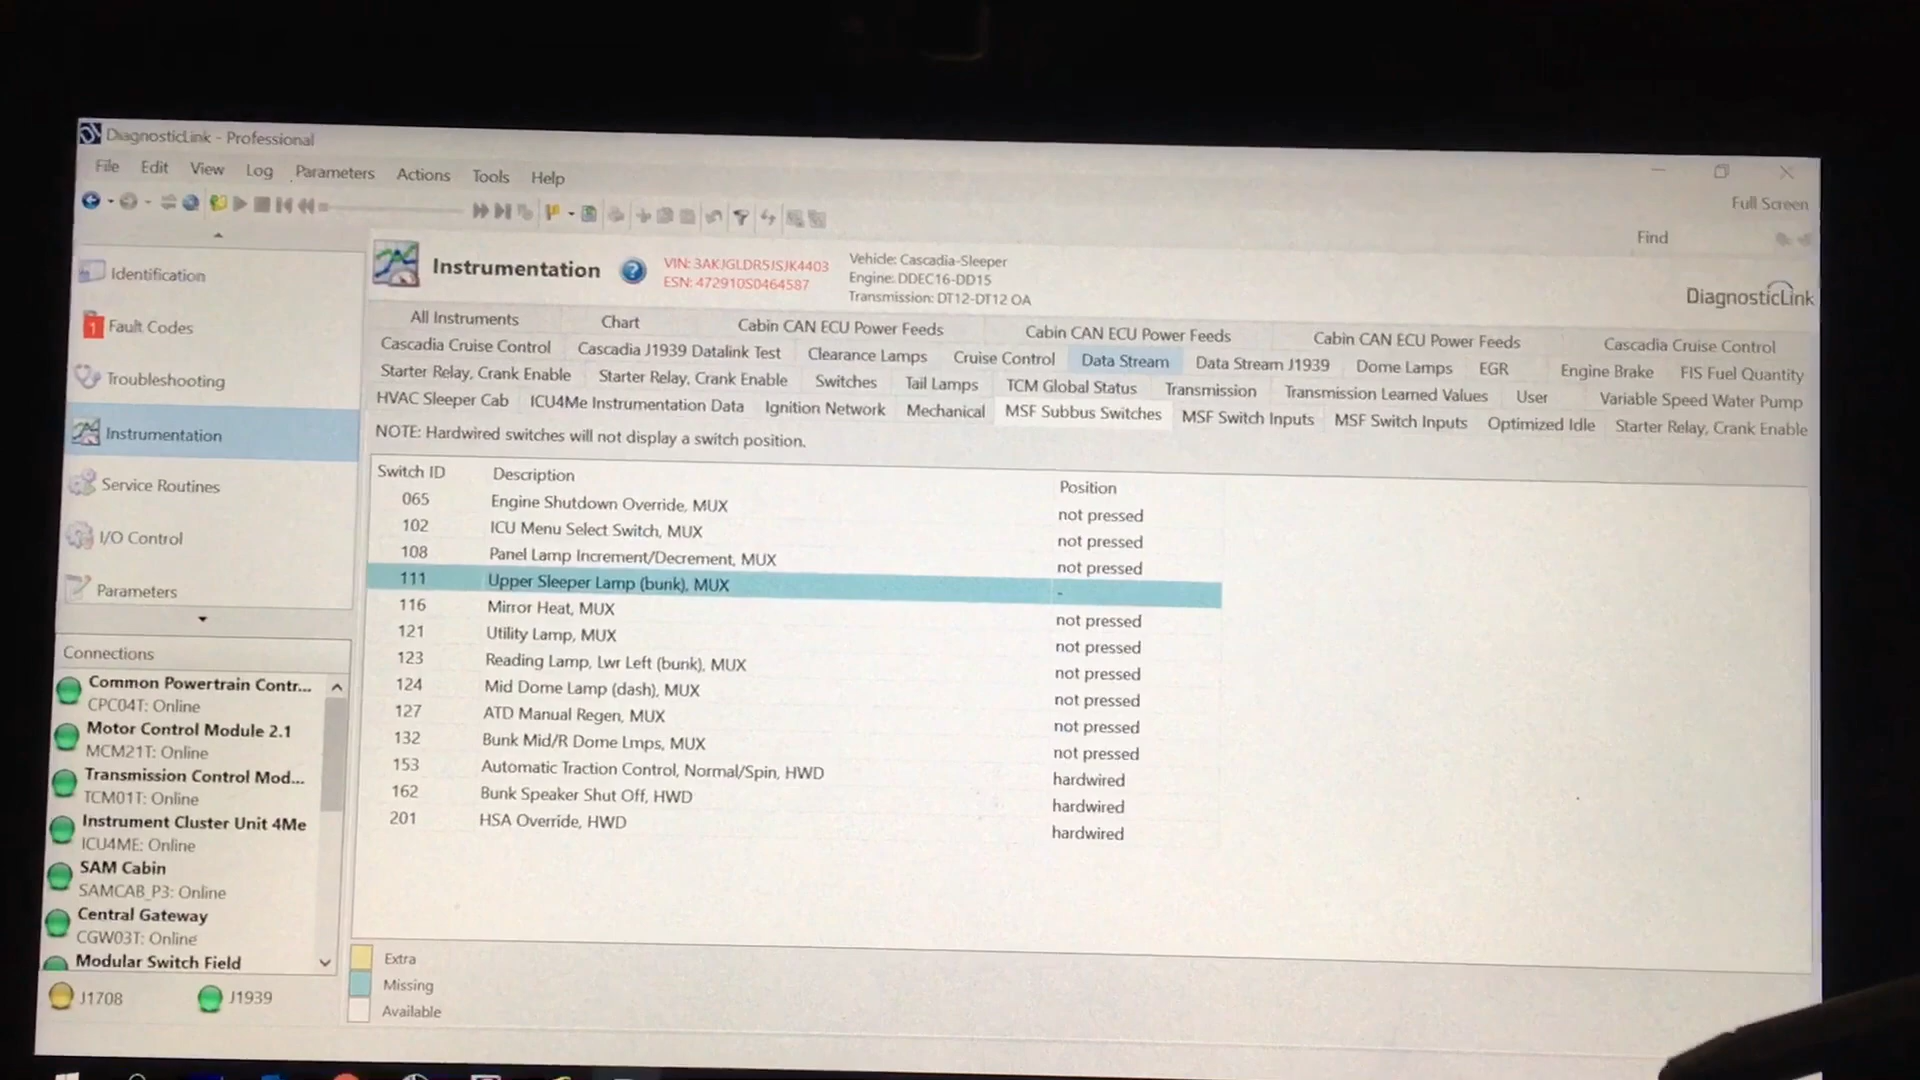 DiagnosticLink - Professional
File Edit View Log Parameters Actions Tools Help
Full Screen
Find
Identification
1 Fault Codes
Troubleshooting
Instrumentation
Service Routines
I/O Control
Parameters
Connections
Common Powertrain Contr...
CPC04T: Online
Motor Control Module 2.1
MCM21T: Online
Transmission Control Mod...
TCM01T: Online
Instrument Cluster Unit 4Me
ICU4ME: Online
SAM Cabin
SAMCAB_P3: Online
Central Gateway
CGW03T: Online
Modular Switch Field
J1708 J1939
Instrumentation ?
VIN: 3AKJGLDR5JSJK4403
ESN: 472910S0464587
Vehicle: Cascadia-Sleeper
Engine: DDEC16-DD15
Transmission: DT12-DT12 OA
DiagnosticLink
All Instruments Chart Cabin CAN ECU Power Feeds Cabin CAN ECU Power Feeds Cabin CAN ECU Power Feeds Cascadia Cruise Control
Cascadia Cruise Control Cascadia J1939 Datalink Test Clearance Lamps Cruise Control Data Stream Data Stream J1939 Dome Lamps EGR Engine Brake FIS Fuel Quantity
Starter Relay, Crank Enable Starter Relay, Crank Enable Switches Tail Lamps TCM Global Status Transmission Transmission Learned Values User Variable Speed Water Pump
HVAC Sleeper Cab ICU4Me Instrumentation Data Ignition Network Mechanical MSF Subbus Switches MSF Switch Inputs MSF Switch Inputs Optimized Idle Starter Relay, Crank Enable
NOTE: Hardwired switches will not display a switch position.
Switch ID Description Position
065 Engine Shutdown Override, MUX not pressed
102 ICU Menu Select Switch, MUX not pressed
108 Panel Lamp Increment/Decrement, MUX not pressed
111 Upper Sleeper Lamp (bunk), MUX -
116 Mirror Heat, MUX not pressed
121 Utility Lamp, MUX not pressed
123 Reading Lamp, Lwr Left (bunk), MUX not pressed
124 Mid Dome Lamp (dash), MUX not pressed
127 ATD Manual Regen, MUX not pressed
132 Bunk Mid/R Dome Lmps, MUX not pressed
153 Automatic Traction Control, Normal/Spin, HWD hardwired
162 Bunk Speaker Shut Off, HWD hardwired
201 HSA Override, HWD hardwired
Extra
Missing
Available